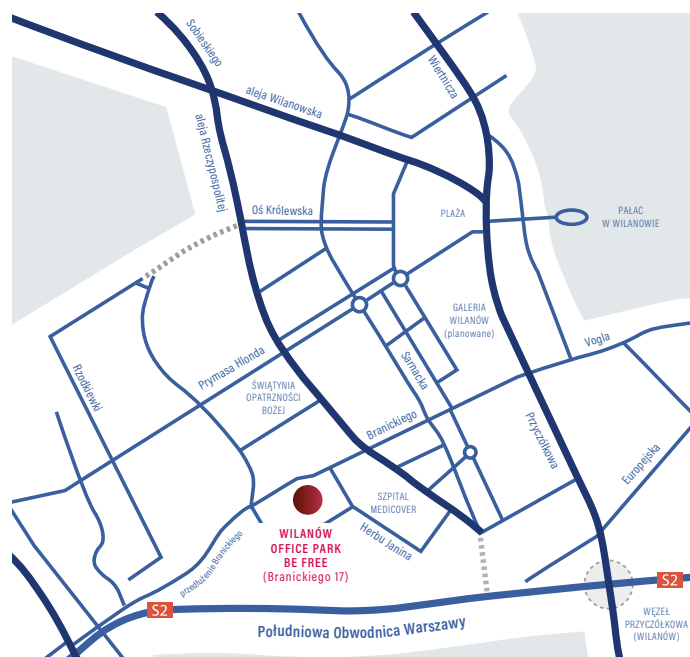 Sobieskiego
Wiertnicza
aleja Wilanowska
aleja Rzeczypospolitej
Oś Królewska
PLAŻA
PAŁAC
W WILANOWIE
GALERIA
WILANÓW
(planowane)
Vogla
Prymasa Hlonda
Sarnacka
Rzodkiewki
ŚWIĄTYNIA
OPATRZNOŚCI
BOŻEJ
Branickiego
Przyczółkowa
Europejska
SZPITAL
MEDICOVER
WILANÓW
OFFICE PARK
BE FREE
(Branickiego 17)
Herbu Janina
przedłużenie Branickiego
S2
S2
WĘZEŁ
PRZYCZÓŁKOWA
(WILANÓW)
Południowa Obwodnica Warszawy